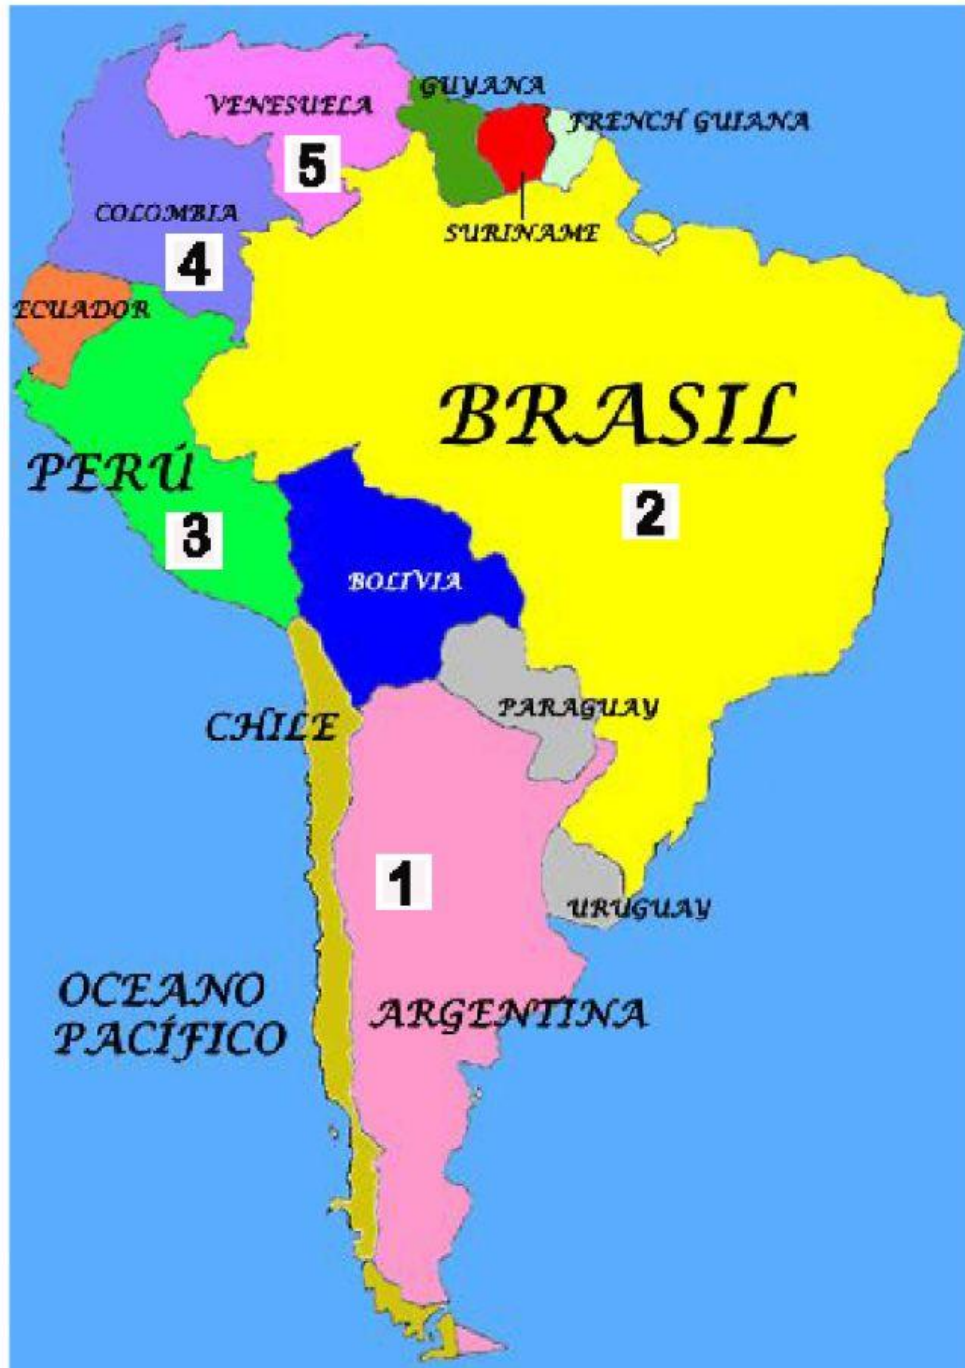 VENESUELA
GUYANA
FRENCH GUIANA
5
COLOMBIA
SURINAME
4
ECUADOR
BRASIL
PERÚ
2
3
BOLIVIA
CHILE
PARAGUAY
1
URUGUAY
OCEANO
PACÍFICO
ARGENTINA